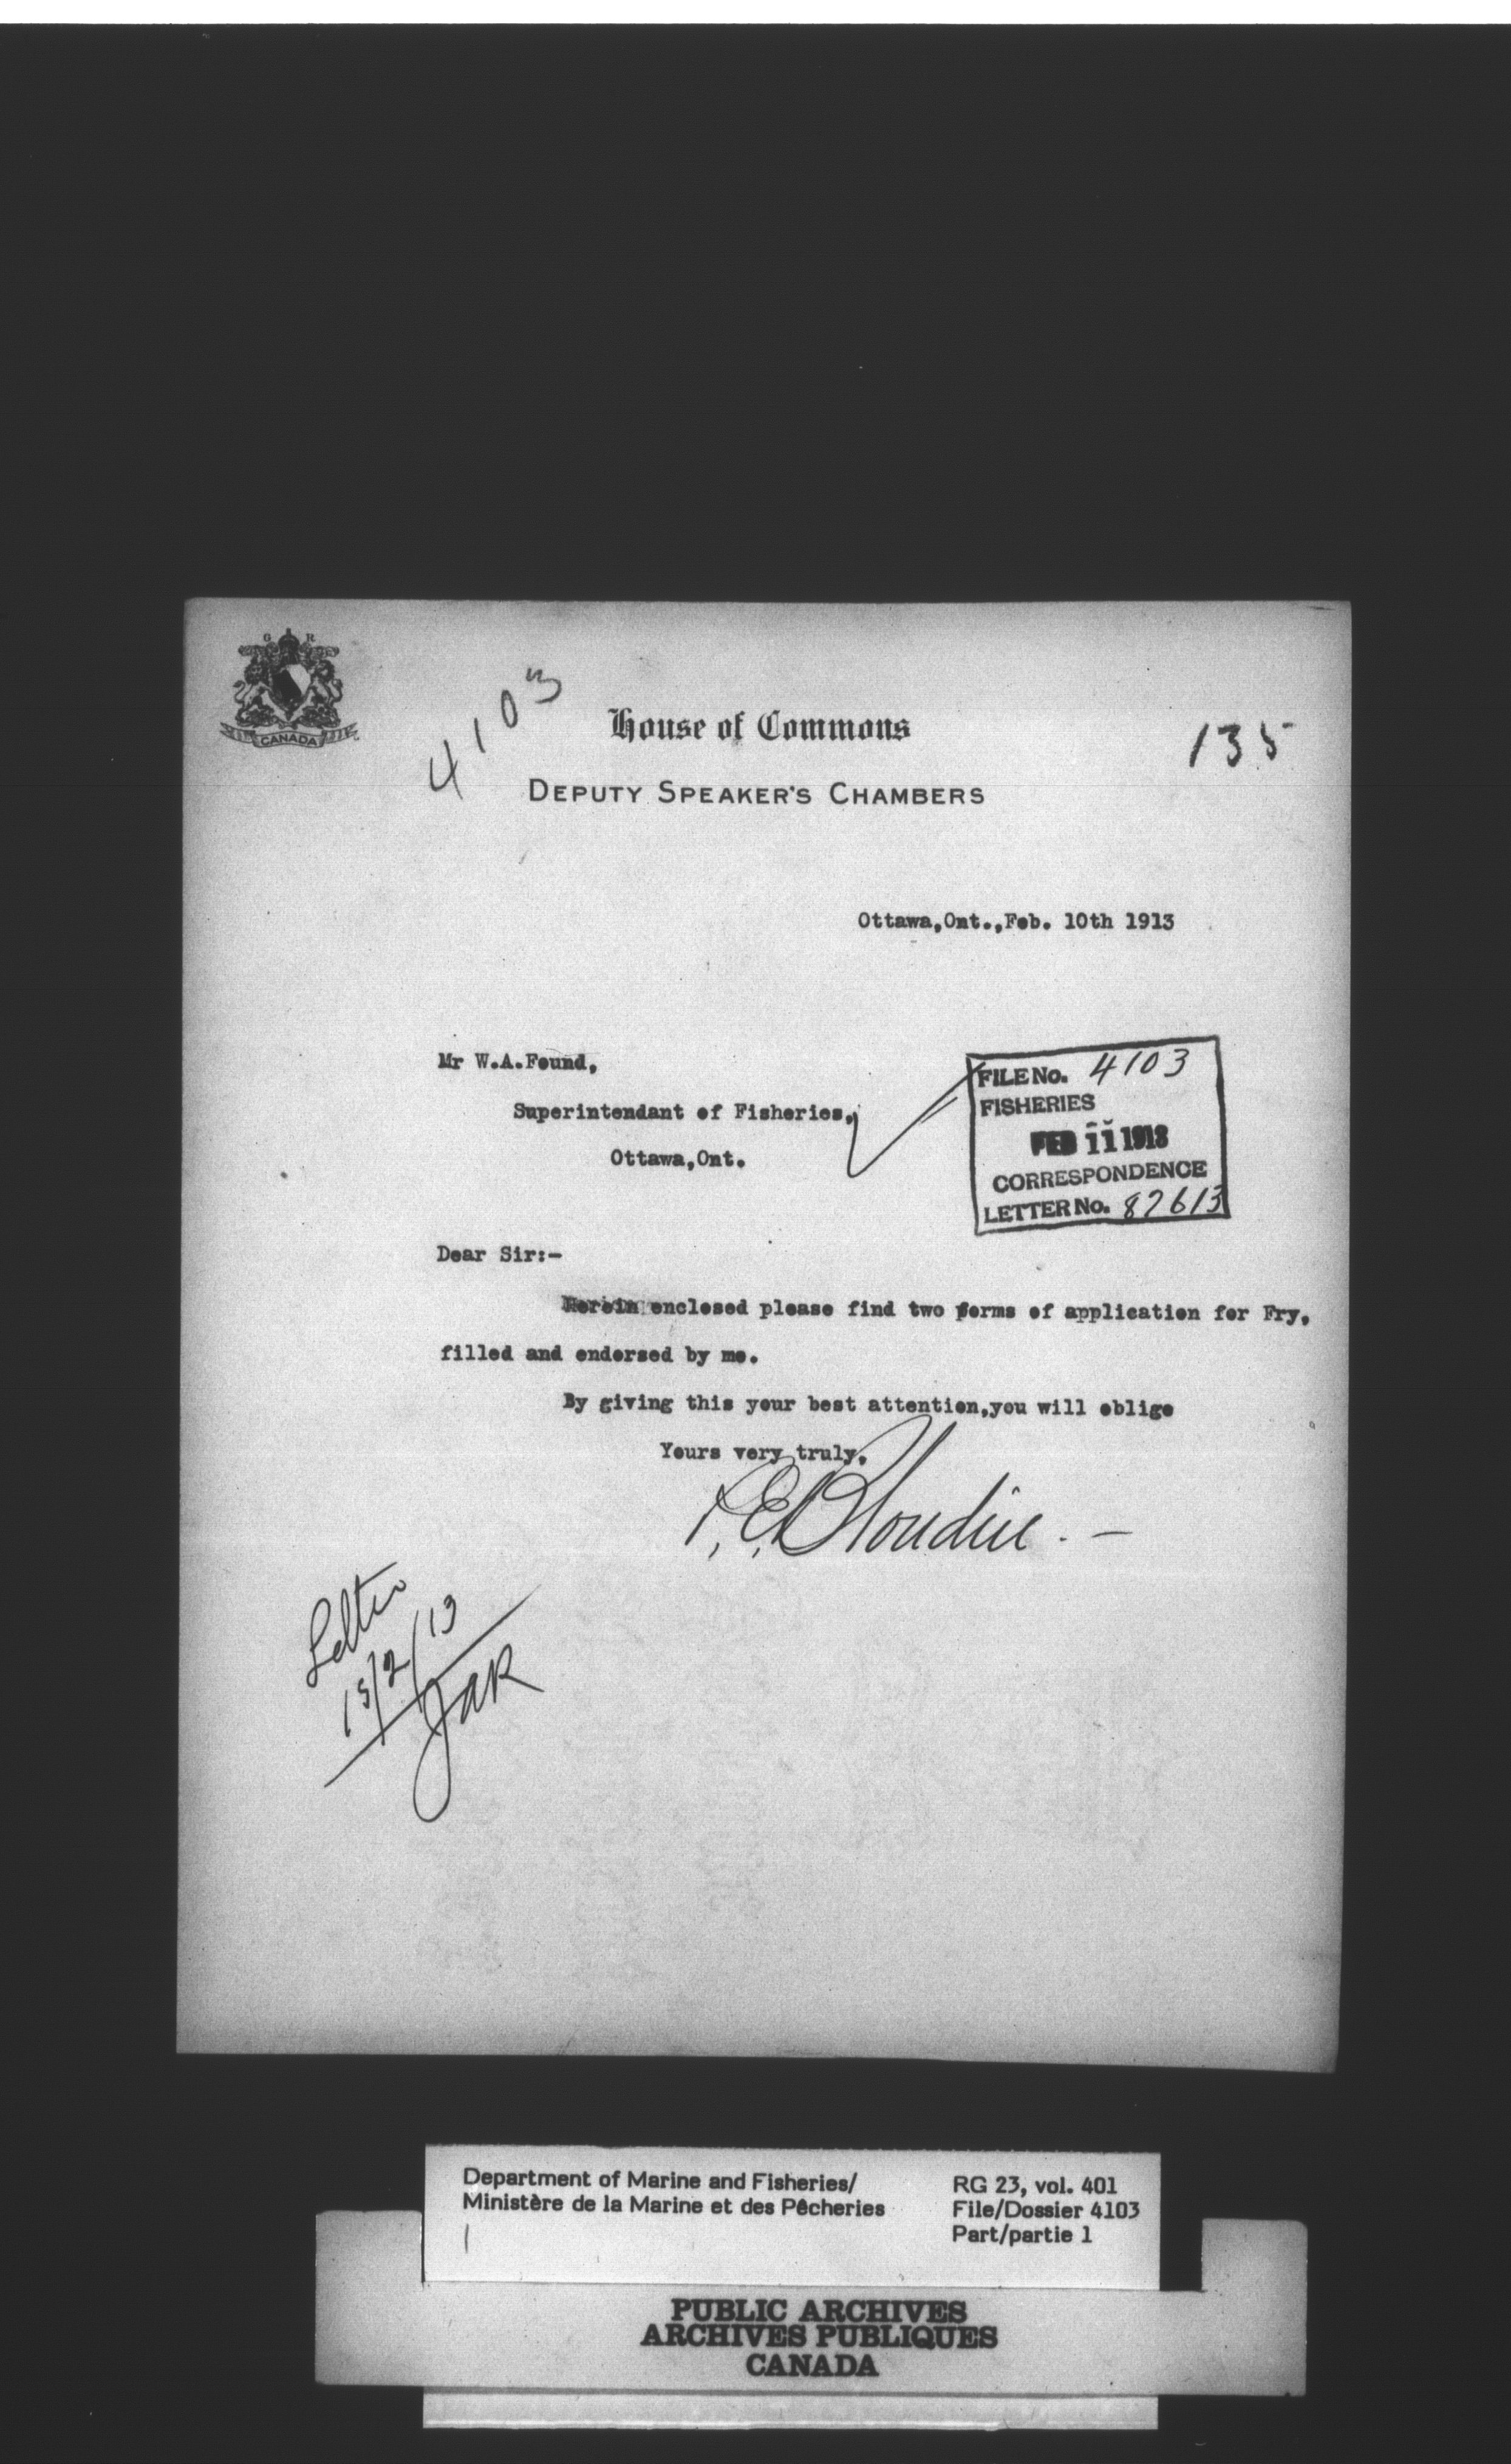 G R
CANADA
4103
House of Commons
135
DEPUTY SPEAKER'S CHAMBERS
Ottawa,Ont.,Feb. 10th 1913
Mr W.A.Found,
Superintendant of Fisheries,
Ottawa,Ont.
FILE No. 4103
FISHERIES
FEB 11 1913
CORRESPONDENCE
LETTER No. 87613
Dear Sir:-
Herein enclosed please find two forms of application for Fry,
filled and endorsed by me.
By giving this your best attention,you will oblige
Yours very truly,
P.E. Blondin. -
Letter
15/2/13
JAR
Department of Marine and Fisheries/
Ministère de la Marine et des Pêcheries
RG 23, vol. 401
File/Dossier 4103
Part/partie 1
PUBLIC ARCHIVES
ARCHIVES PUBLIQUES
CANADA